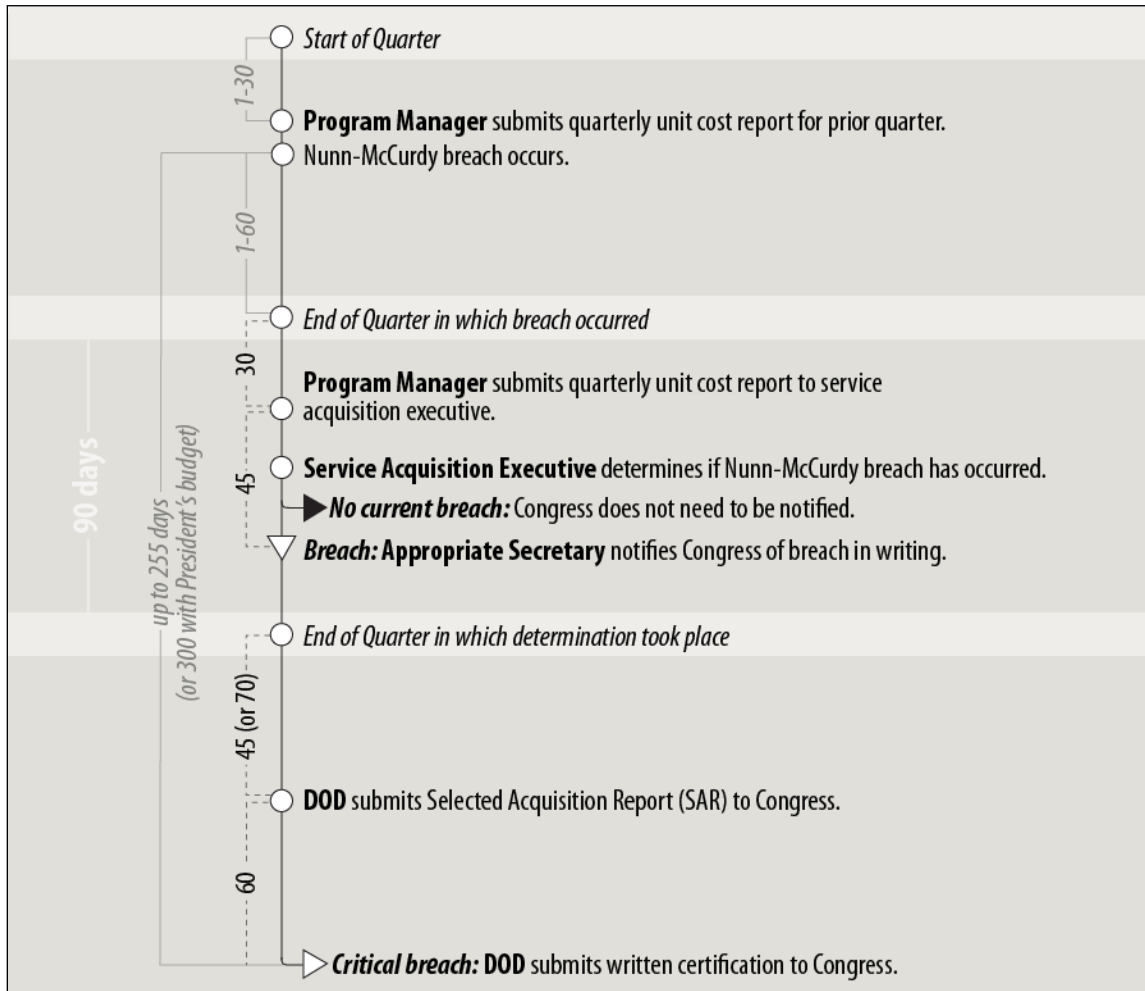 Start of Quarter
1-30
Program Manager submits quarterly unit cost report for prior quarter.
Nunn-McCurdy breach occurs.
1-60
End of Quarter in which breach occurred
30
Program Manager submits quarterly unit cost report to service
acquisition executive.
90 days
up to 255 days
(or 300 with President's budget)
45
Service Acquisition Executive determines if Nunn-McCurdy breach has occurred.
No current breach: Congress does not need to be notified.
Breach: Appropriate Secretary notifies Congress of breach in writing.
End of Quarter in which determination took place
45 (or 70)
DOD submits Selected Acquisition Report (SAR) to Congress.
60
Critical breach: DOD submits written certification to Congress.